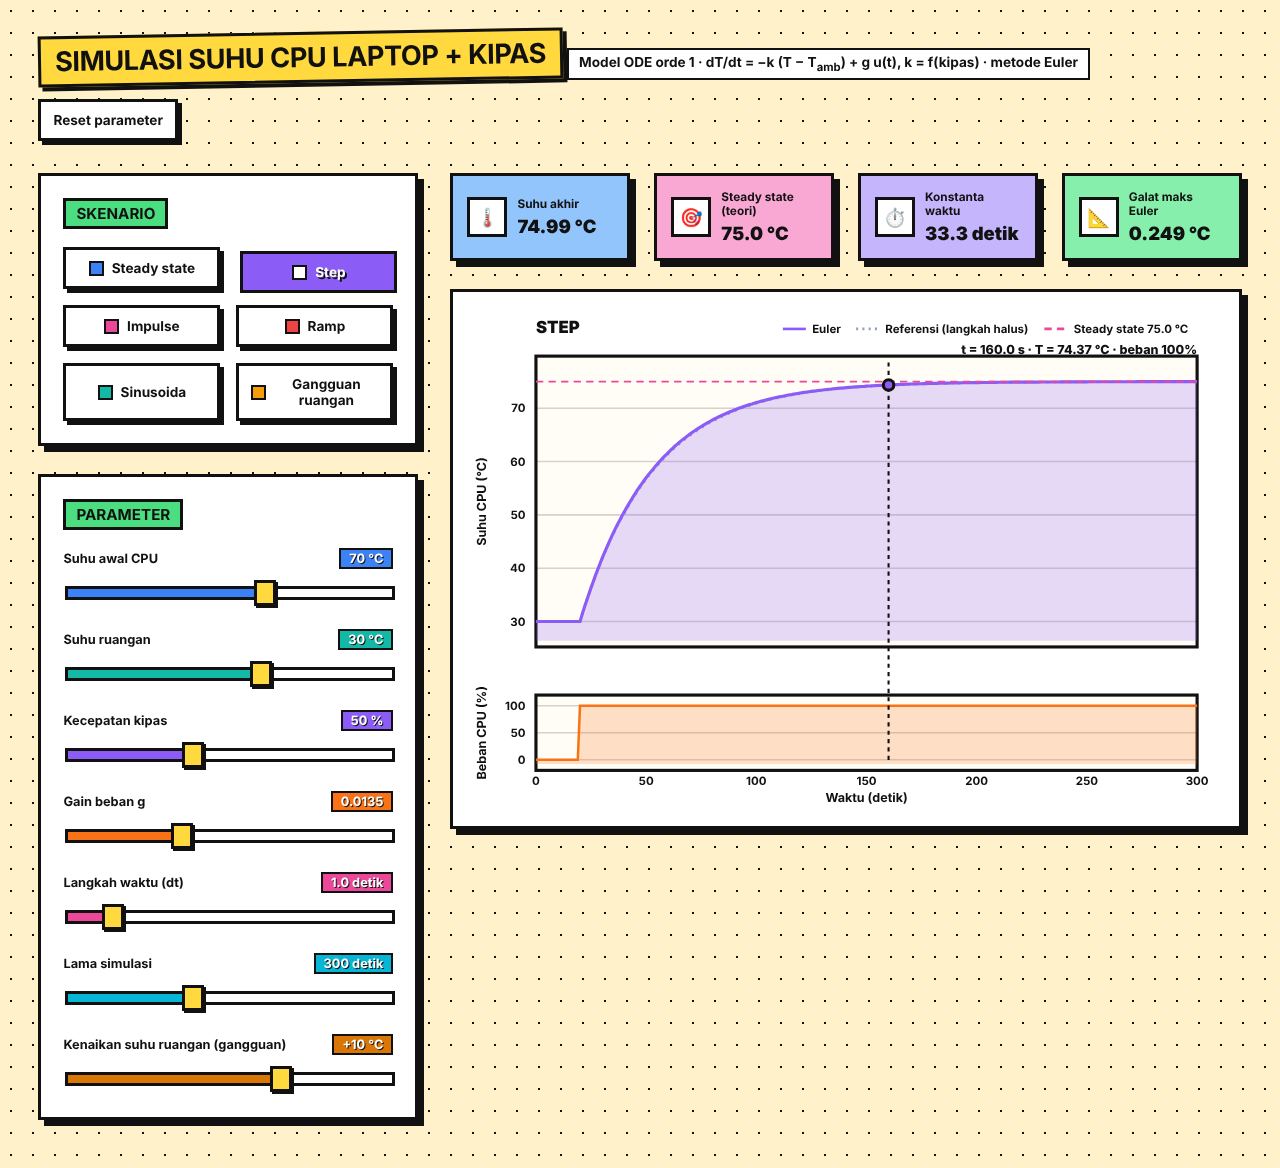 SIMULASI SUHU CPU LAPTOP + KIPAS
Model ODE orde 1 · dT/dt = −k (T − Tamb) + g u(t), k = f(kipas) · metode Euler
Reset parameter
SKENARIO
Steady state
Step
Impulse
Ramp
Sinusoida
Gangguan
ruangan
PARAMETER
Suhu awal CPU
70 °C
Suhu ruangan
30 °C
Kecepatan kipas
50 %
Gain beban g
0.0135
Langkah waktu (dt)
1.0 detik
Lama simulasi
300 detik
Kenaikan suhu ruangan (gangguan)
+10 °C
Suhu akhir
74.99 °C
Steady state
(teori)
75.0 °C
Konstanta
waktu
33.3 detik
Galat maks
Euler
0.249 °C
STEP
Euler
Referensi (langkah halus)
Steady state 75.0 °C
t = 160.0 s · T = 74.37 °C · beban 100%
Suhu CPU (°C)
70
60
50
40
30
Beban CPU (%)
100
50
0
0
50
100
150
200
250
300
Waktu (detik)